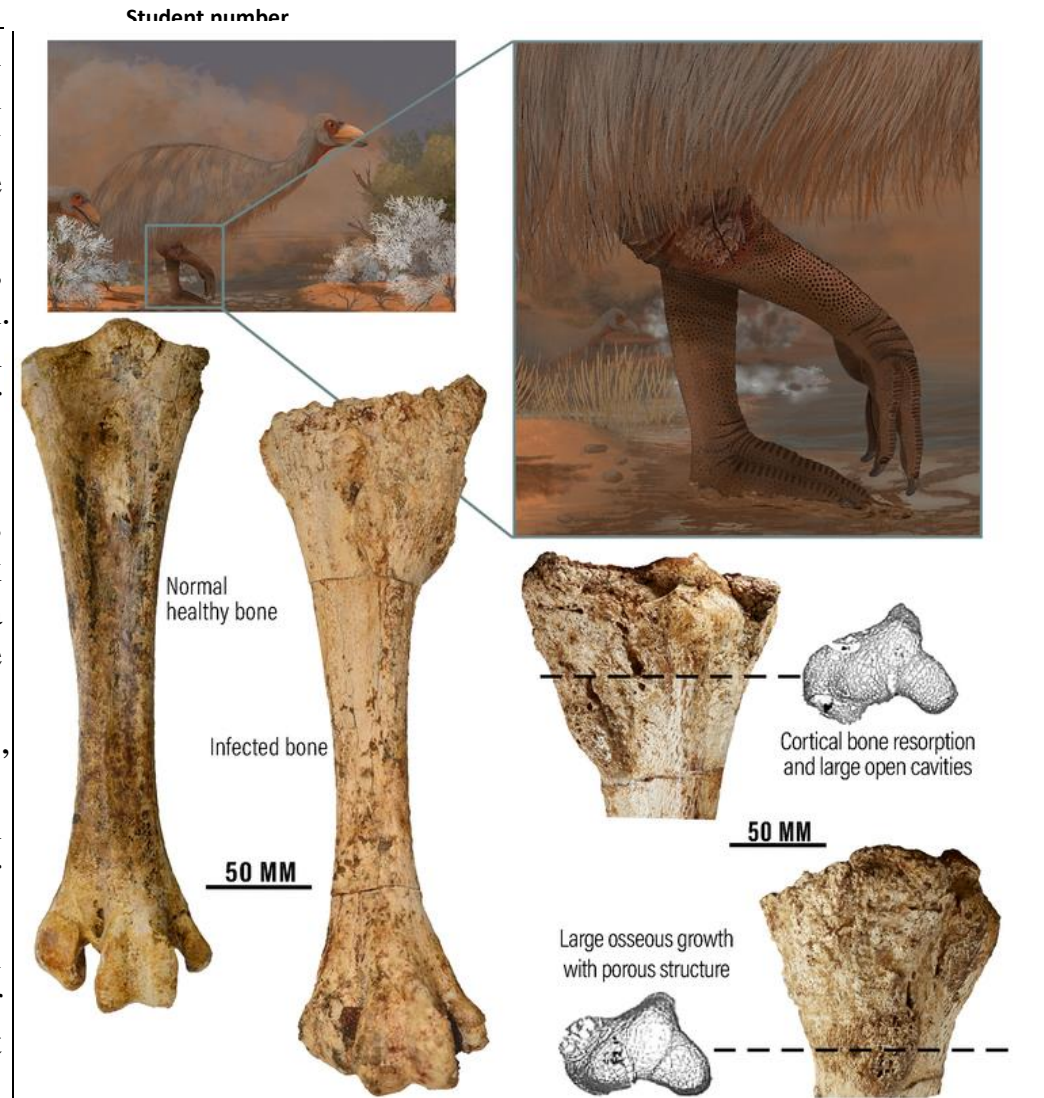 Student number
Normal
healthy bone
Infected bone
50 MM
Cortical bone resorption
and large open cavities
50 MM
Large osseous growth
with porous structure